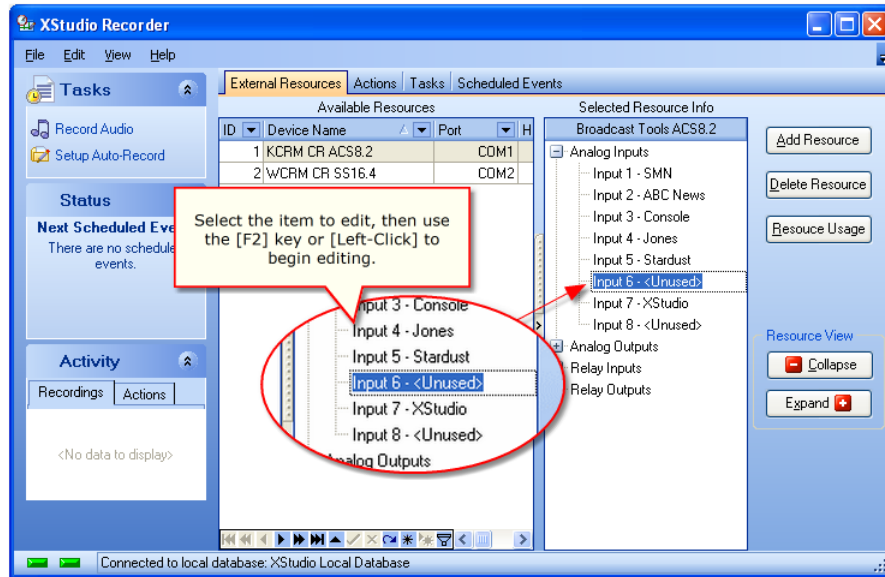 XStudio Recorder
File Edit View Help
Tasks
Record Audio
Setup Auto-Record
Status
Next Scheduled Eve
There are no schedule
events.
Activity
Recordings Actions
<No data to display>
External Resources Actions Tasks Scheduled Events
Available Resources
ID Device Name Port H
1 KCRM CR ACS8.2 COM1
2 WCRM CR SS16.4 COM2
Select the item to edit, then use
the [F2] key or [Left-Click] to
begin editing.
Input 3 - Console
Input 4 - Jones
Input 5 - Stardust
Input 6 - <Unused>
Input 7 - XStudio
Input 8 - <Unused>
Analog Outputs
Selected Resource Info
Broadcast Tools ACS8.2
Analog Inputs
Input 1 - SMN
Input 2 - ABC News
Input 3 - Console
Input 4 - Jones
Input 5 - Stardust
Input 6 - <Unused>
Input 7 - XStudio
Input 8 - <Unused>
Analog Outputs
Relay Inputs
Relay Outputs
Add Resource
Delete Resource
Resouce Usage
Resource View
Collapse
Expand
Connected to local database: XStudio Local Database